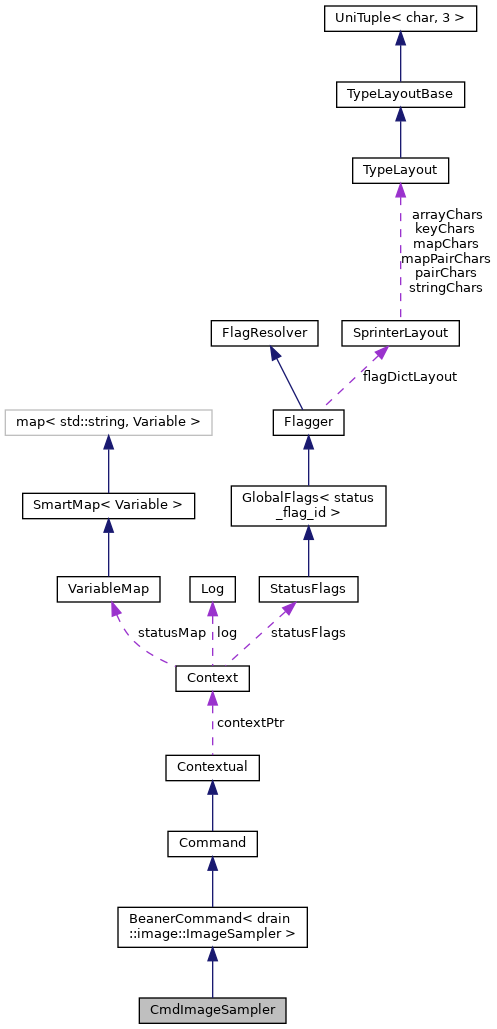 UniTuple< char, 3 >
TypeLayoutBase
TypeLayout
arrayChars
keyChars
mapChars
mapPairChars
pairChars
stringChars
FlagResolver
SprinterLayout
flagDictLayout
Flagger
map< std::string, Variable >
SmartMap< Variable >
GlobalFlags< status
_flag_id >
VariableMap
Log
StatusFlags
statusMap
log
statusFlags
Context
contextPtr
Contextual
Command
BeanerCommand< drain
::image::ImageSampler >
CmdImageSampler